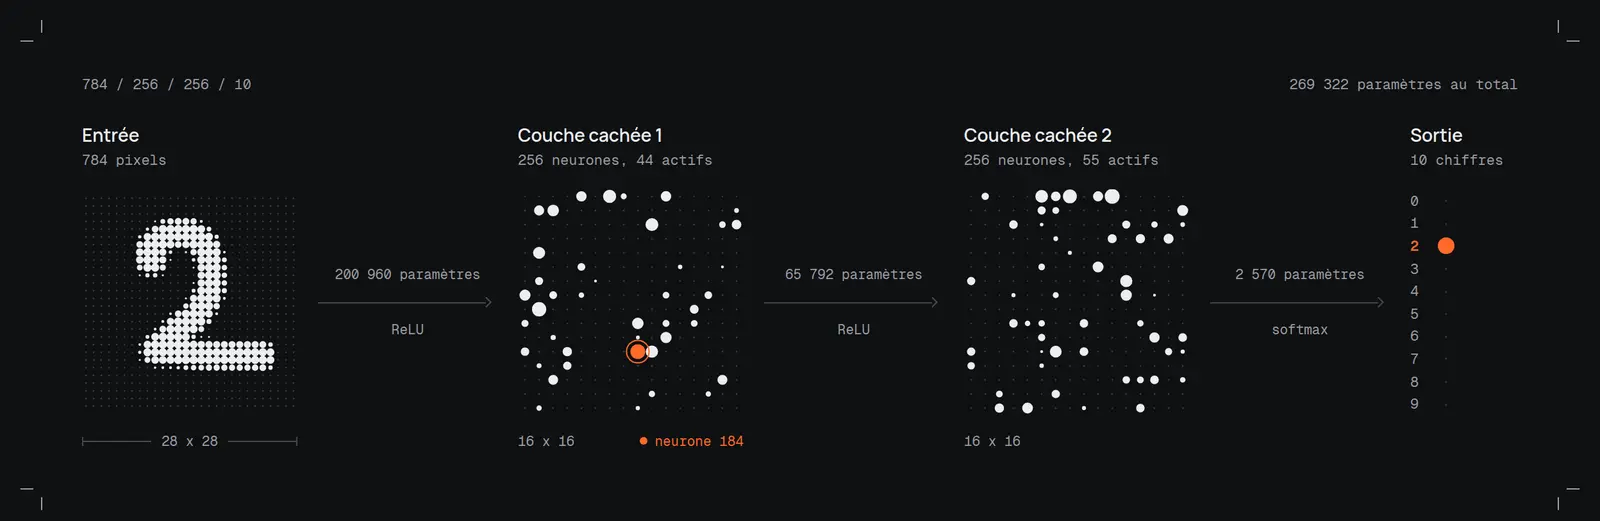 784 / 256 / 256 / 10
269 322 paramètres au total
Entrée
784 pixels
28 x 28
200 960 paramètres
ReLU
Couche cachée 1
256 neurones, 44 actifs
16 x 16
neurone 184
65 792 paramètres
ReLU
Couche cachée 2
256 neurones, 55 actifs
16 x 16
2 570 paramètres
softmax
Sortie
10 chiffres
0
1
2
3
4
5
6
7
8
9